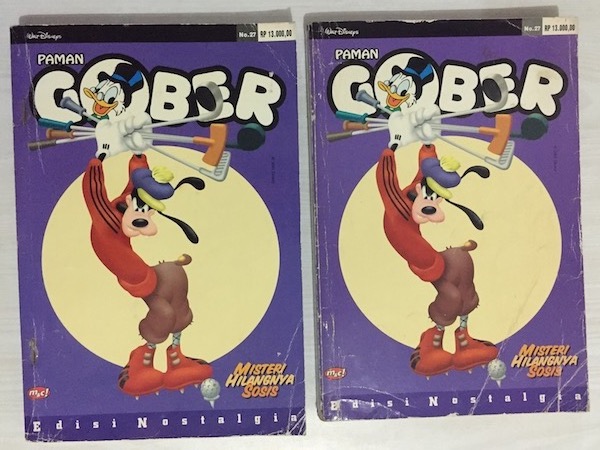 Walt Disney
No.27 RP 13.000,00
PAMAN
GOBER
MISTERI
HILANGNYA
SOSIS
m&c!
Edisi Nostalgia
Walt Disney
No.27 RP 13.000,00
PAMAN
GOBER
MISTERI
HILANGNYA
SOSIS
m&c!
Edisi Nostalgia